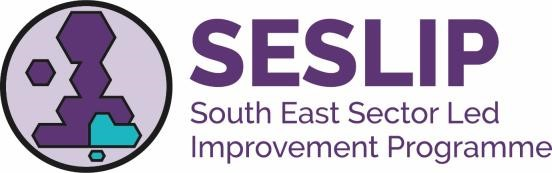 SESLIP
South East Sector Led
Improvement Programme